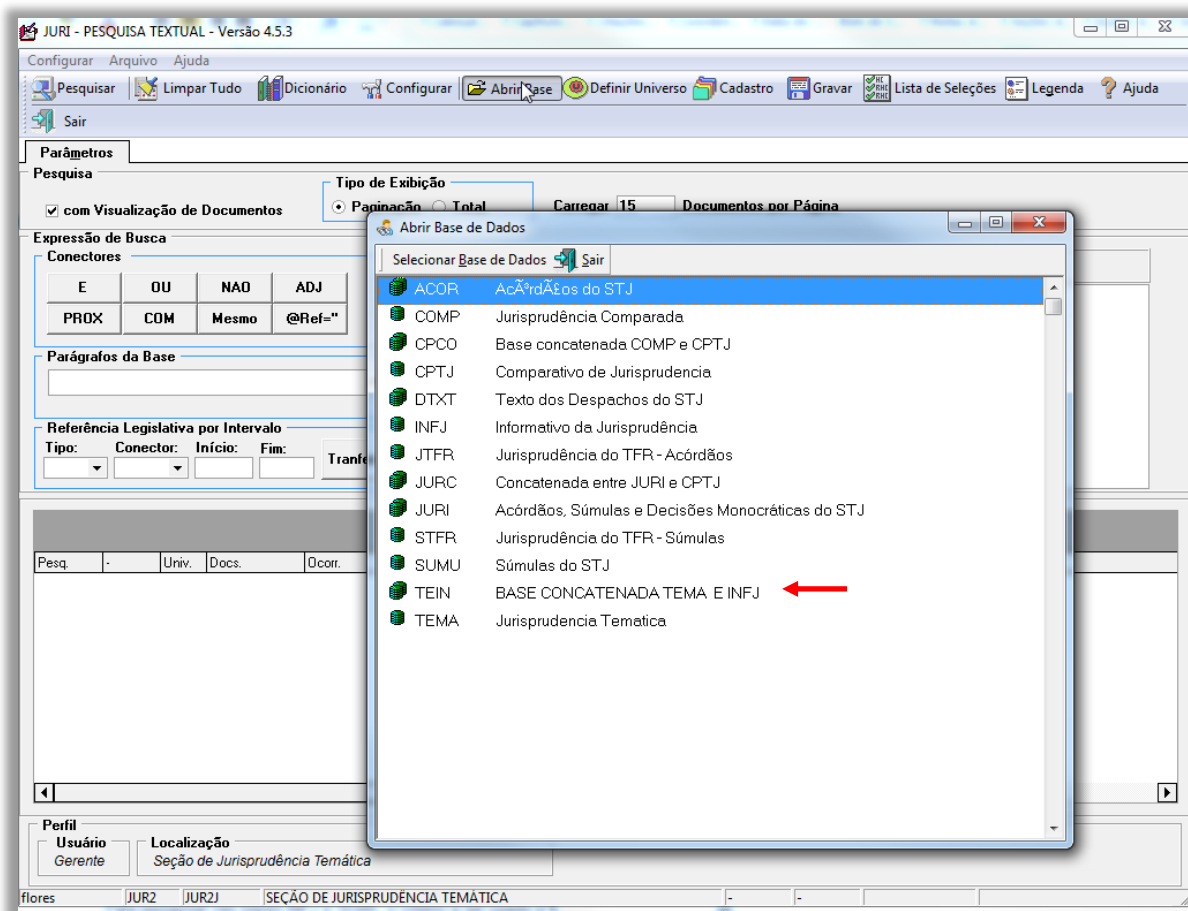 JURI - PESQUISA TEXTUAL - Versão 4.5.3
Configurar Arquivo Ajuda
Pesquisar Limpar Tudo Dicionário Configurar Abrir Base Definir Universo Cadastro Gravar Lista de Seleções Legenda Ajuda
Sair
Parâmetros
Pesquisa
com Visualização de Documentos
Tipo de Exibição
Paginação Total
Carregar 15 Documentos por Página
Expressão de Busca
Conectores
E OU NAO ADJ
PROX COM Mesmo @Ref="
Parágrafos da Base
Referência Legislativa por Intervalo
Tipo: Conector: Início: Fim:
Tranfe
Pesq. - Univ. Docs. Ocorr.
Abrir Base de Dados
Selecionar Base de Dados Sair
ACOR AcÃ³rdÃ£os do STJ
COMP Jurisprudência Comparada
CPCO Base concatenada COMP e CPTJ
CPTJ Comparativo de Jurisprudencia
DTXT Texto dos Despachos do STJ
INFJ Informativo da Jurisprudência
JTFR Jurisprudência do TFR - Acórdãos
JURC Concatenada entre JURI e CPTJ
JURI Acórdãos, Súmulas e Decisões Monocráticas do STJ
STFR Jurisprudência do TFR - Súmulas
SUMU Súmulas do STJ
TEIN BASE CONCATENADA TEMA E INFJ
TEMA Jurisprudencia Tematica
Perfil
Usuário Localização
Gerente Seção de Jurisprudência Temática
flores JUR2 JUR2J SEÇÃO DE JURISPRUDÊNCIA TEMÁTICA - -